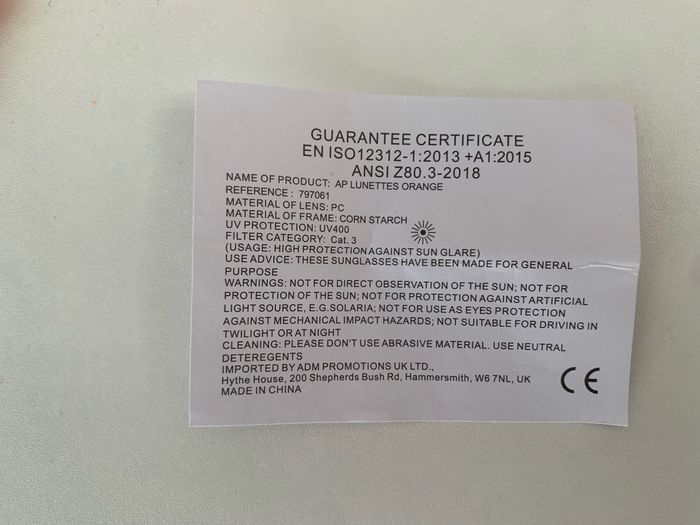 GUARANTEE CERTIFICATE
EN ISO12312-1:2013 +A1:2015
ANSI Z80.3-2018
NAME OF PRODUCT: AP LUNETTES ORANGE
REFERENCE : 797061
MATERIAL OF LENS: PC
MATERIAL OF FRAME: CORN STARCH
UV PROTECTION: UV400
FILTER CATEGORY: Cat. 3
(USAGE: HIGH PROTECTION AGAINST SUN GLARE)
USE ADVICE: THESE SUNGLASSES HAVE BEEN MADE FOR GENERAL
PURPOSE
WARNINGS: NOT FOR DIRECT OBSERVATION OF THE SUN; NOT FOR
PROTECTION OF THE SUN; NOT FOR PROTECTION AGAINST ARTIFICIAL
LIGHT SOURCE, E.G.SOLARIA; NOT FOR USE AS EYES PROTECTION
AGAINST MECHANICAL IMPACT HAZARDS; NOT SUITABLE FOR DRIVING IN
TWILIGHT OR AT NIGHT
CLEANING: PLEASE DON'T USE ABRASIVE MATERIAL. USE NEUTRAL
DETEREGENTS
IMPORTED BY ADM PROMOTIONS UK LTD.,
Hythe House, 200 Shepherds Bush Rd, Hammersmith, W6 7NL, UK
MADE IN CHINA
CE